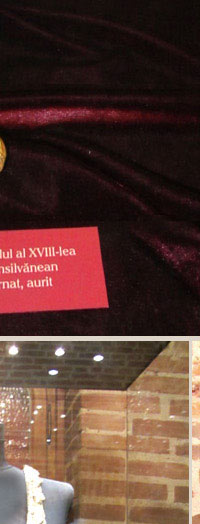 lul al XVIII-lea
nsilvănean
rnat, aurit